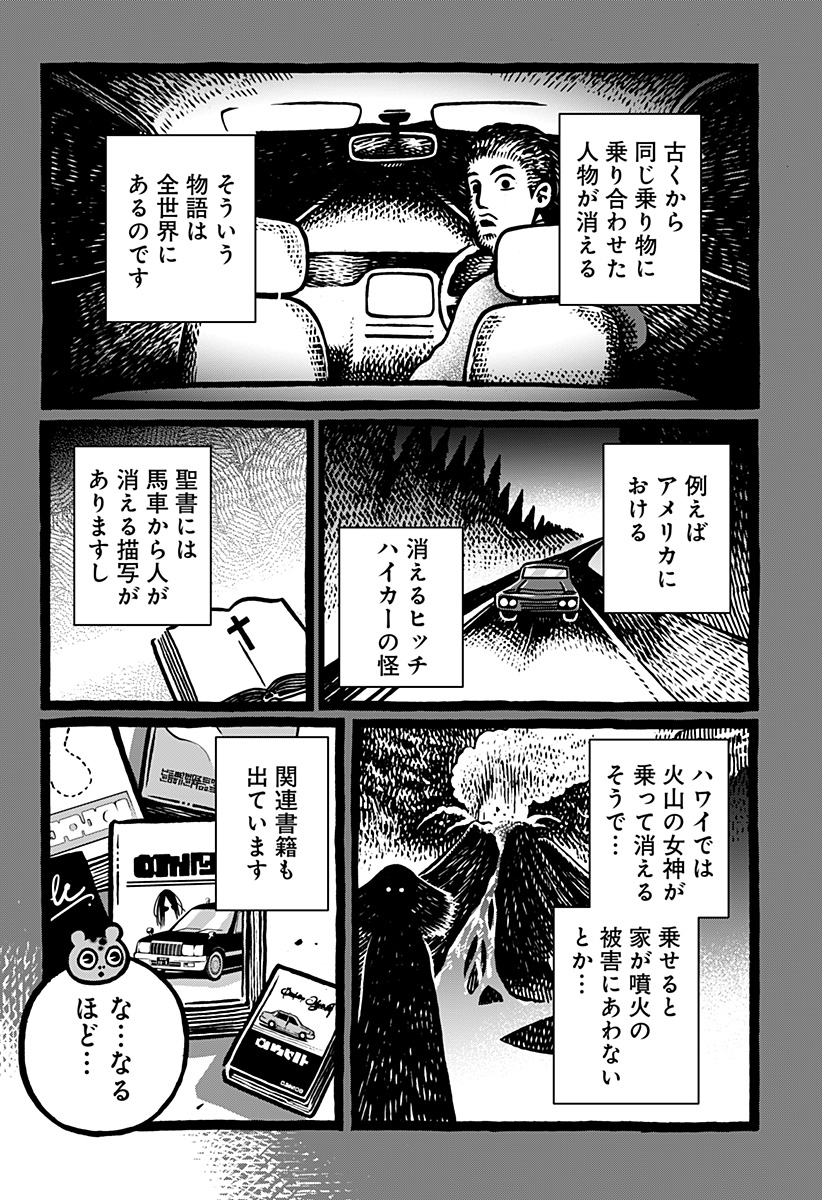 古くから
同じ乗り物に
乗り合わせた
人物が消える
そういう
物語は
全世界に
あるのです
例えば
アメリカに
おける
消えるヒッチ
ハイカーの怪
聖書には
馬車から人が
消える描写が
ありますし
ハワイでは
火山の女神が
乗って消える
そうで…
乗せると
家が噴火の
被害にあわない
とか…
関連書籍も
出ています
な…なる
ほど…